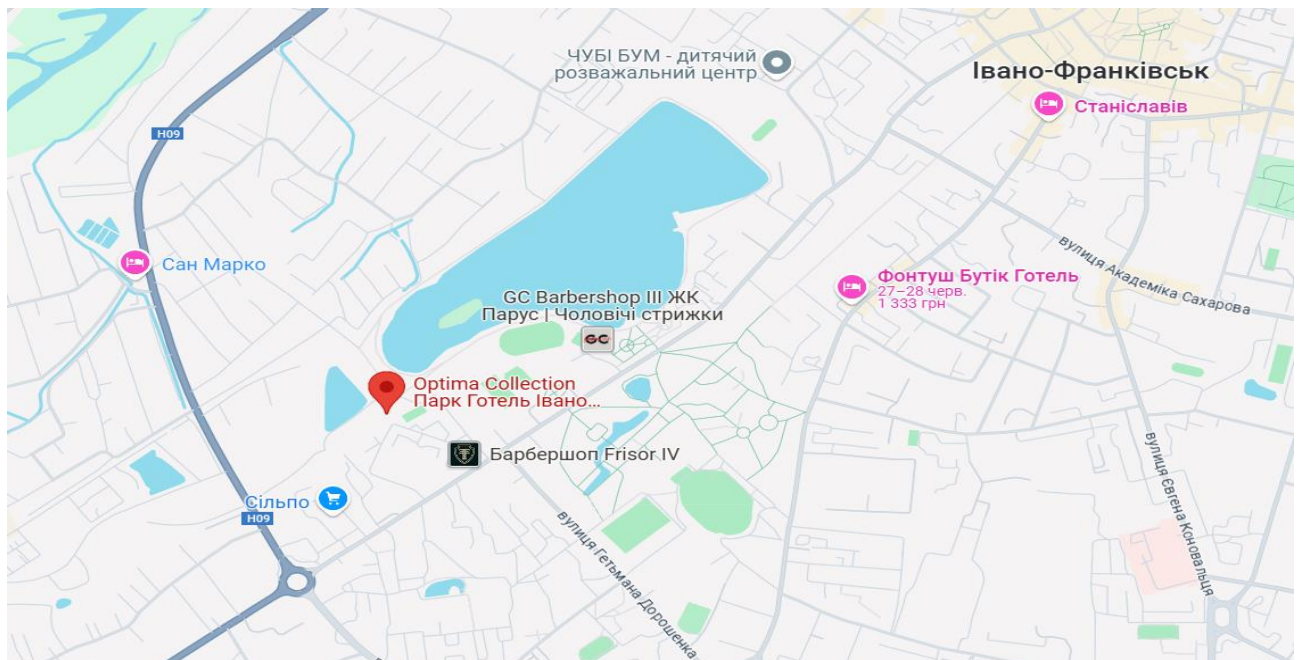 ЧУБІ БУМ - дитячий
розважальний центр
Івано-Франківськ
Станіславів
H09
Сан Марко
вулиця Академіка Сахарова
Фонтуш Бутік Готель
27–28 черв.
1 333 грн
GC Barbershop III ЖК
Парус | Чоловічі стрижки
GC
Optima Collection
Парк Готель Івано...
Барбершоп Frisor IV
Сільпо
H09
вулиця Гетьмана Дорошенка
вулиця Євгена Коновальця